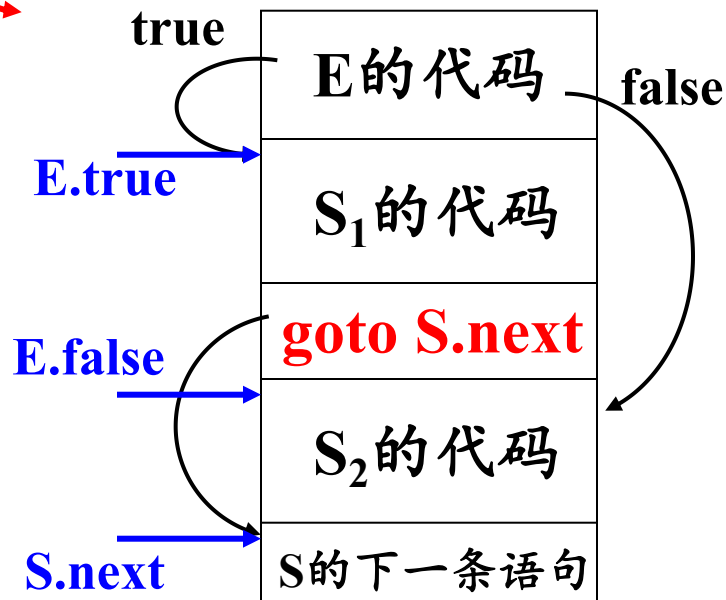 true
E的代码
false
E.true
S₁的代码
goto S.next
E.false
S₂的代码
S.next
S的下一条语句